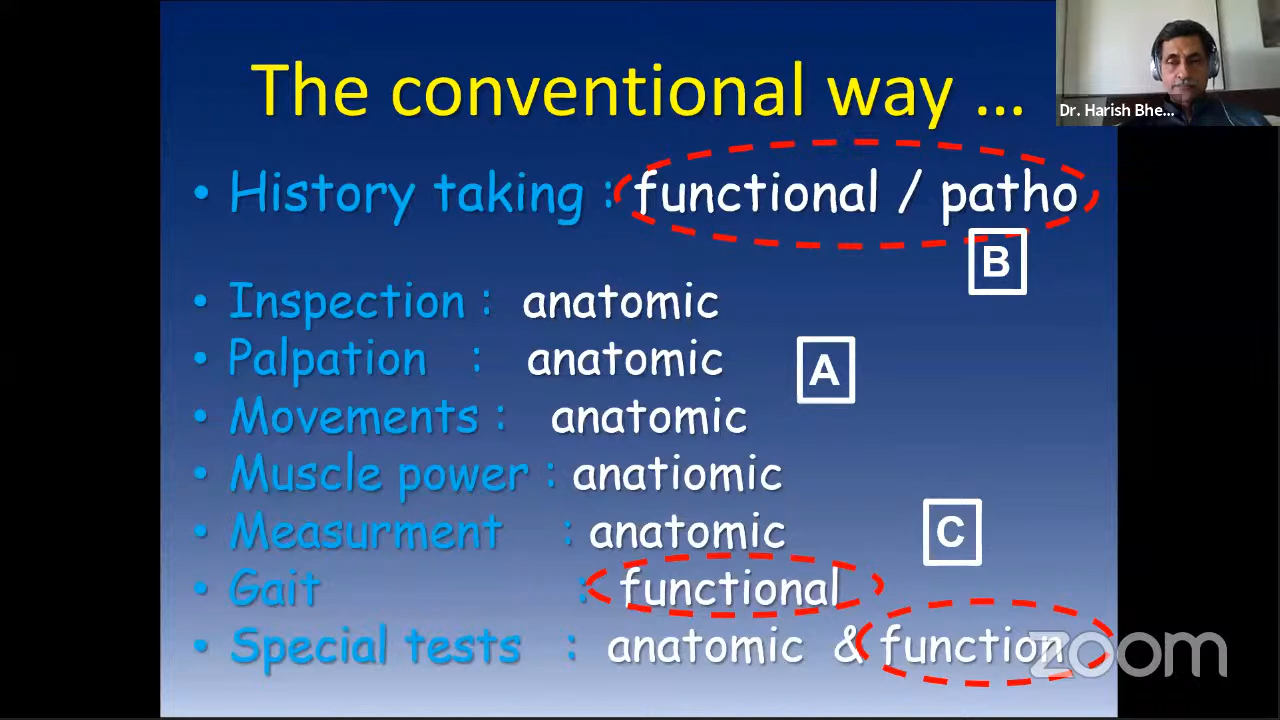 The conventional way ...
Dr. Harish Bhe...
• History taking : functional / patho
B
• Inspection : anatomic
• Palpation : anatomic
A
• Movements : anatomic
• Muscle power : anatiomic
• Measurment : anatomic
C
• Gait : functional
• Special tests : anatomic & function
zoom